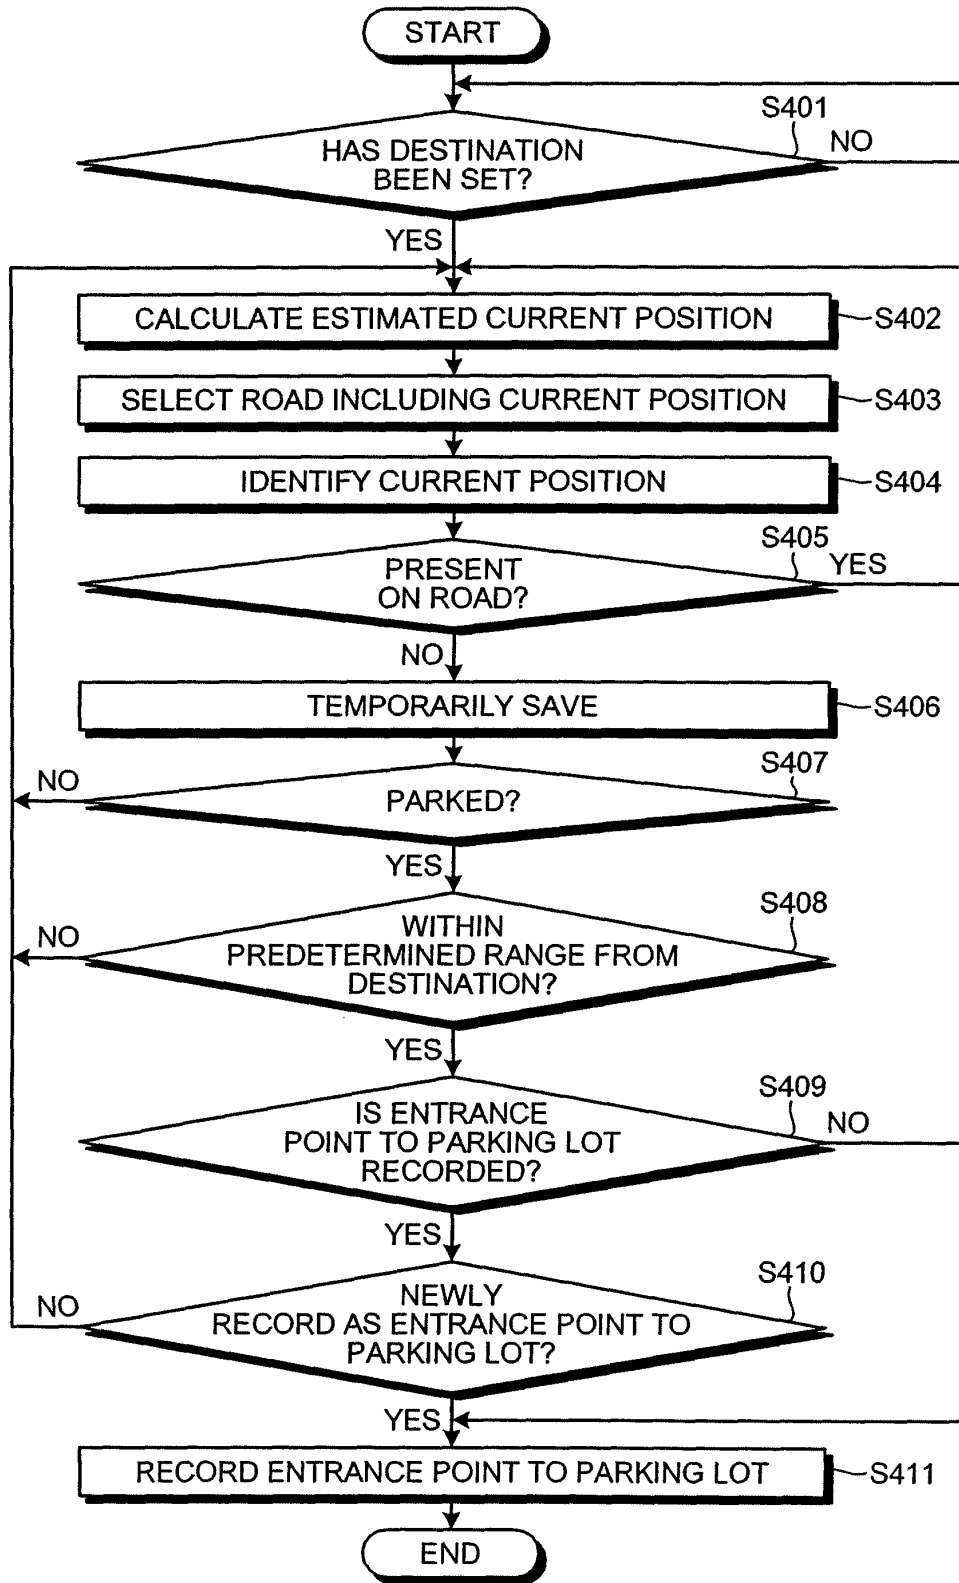 START
S401
HAS DESTINATION
BEEN SET?
NO
YES
CALCULATE ESTIMATED CURRENT POSITION
S402
SELECT ROAD INCLUDING CURRENT POSITION
S403
IDENTIFY CURRENT POSITION
S404
S405
PRESENT
ON ROAD?
YES
NO
TEMPORARILY SAVE
S406
S407
NO
PARKED?
YES
S408
NO
WITHIN
PREDETERMINED RANGE FROM
DESTINATION?
YES
S409
IS ENTRANCE
POINT TO PARKING LOT
RECORDED?
NO
YES
S410
NO
NEWLY
RECORD AS ENTRANCE POINT TO
PARKING LOT?
YES
RECORD ENTRANCE POINT TO PARKING LOT
S411
END